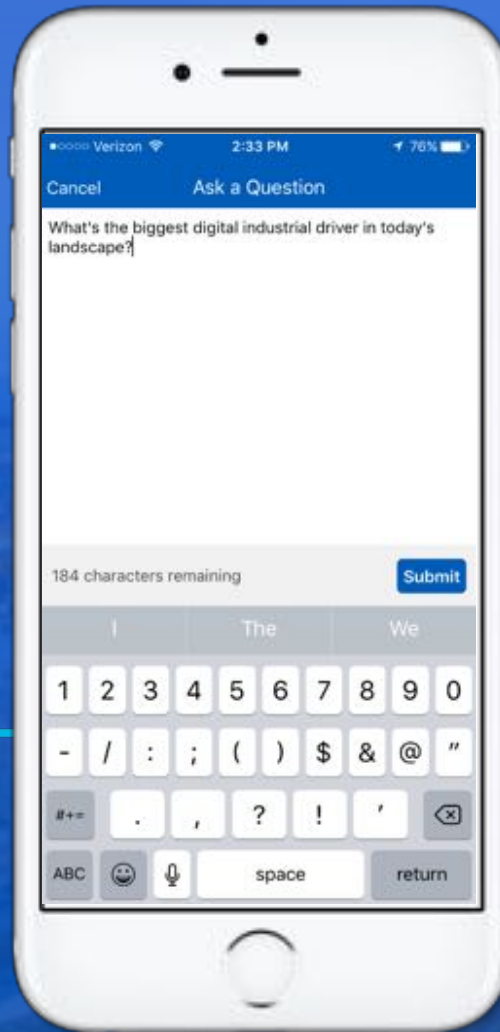 Verizon 2:33 PM 76%
Cancel Ask a Question
What's the biggest digital industrial driver in today's
landscape?
184 characters remaining Submit
I The We
1 2 3 4 5 6 7 8 9 0
- / : ; ( ) $ & @ "
#+= . , ? ! ' 
ABC space return